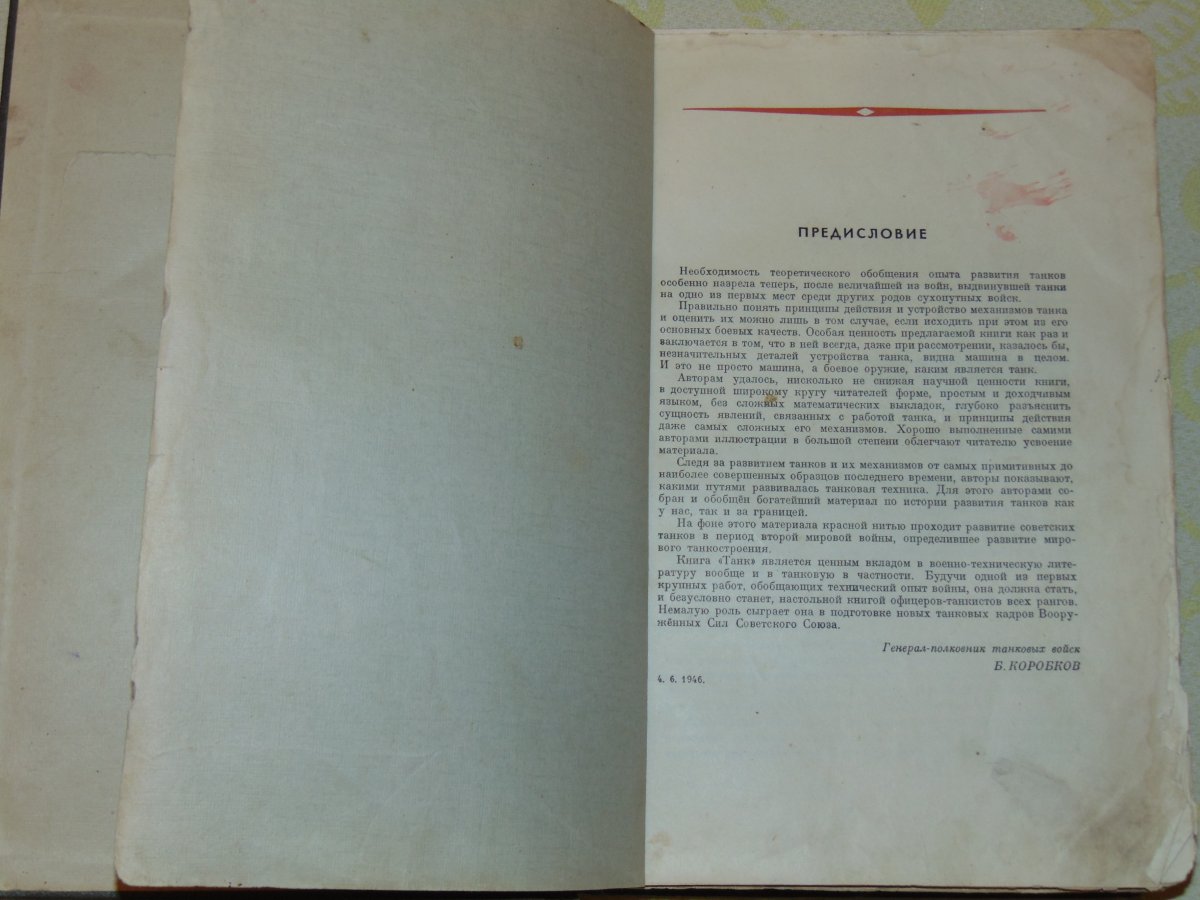 ПРЕДИСЛОВИЕ
Необходимость теоретического обобщения опыта развития танков
особенно назрела теперь, после величайшей из войн, выдвинувшей танки
на одно из первых мест среди других родов сухопутных войск.
Правильно понять принципы действия и устройство механизмов танка
и оценить их можно лишь в том случае, если исходить при этом из его
основных боевых качеств. Особая ценность предлагаемой книги как раз и
заключается в том, что в ней всегда, даже при рассмотрении, казалось бы,
незначительных деталей устройства танка, видна машина в целом.
И это не просто машина, а боевое оружие, каким является танк.
Авторам удалось, нисколько не снижая научной ценности книги,
в доступной широкому кругу читателей форме, простым и доходчивым
языком, без сложных математических выкладок, глубоко разъяснить
сущность явлений, связанных с работой танка, и принципы действия
даже самых сложных его механизмов. Хорошо выполненные самими
авторами иллюстрации в большой степени облегчают читателю усвоение
материала.
Следя за развитием танков и их механизмов от самых примитивных до
наиболее совершенных образцов последнего времени, авторы показывают,
какими путями развивалась танковая техника. Для этого авторами со-
бран и обобщён богатейший материал по истории развития танков как
у нас, так и за границей.
На фоне этого материала красной нитью проходит развитие советских
танков в период второй мировой войны, определившее развитие миро-
вого танкостроения.
Книга «Танк» является ценным вкладом в военно-техническую лите-
ратуру вообще и в танковую в частности. Будучи одной из первых
крупных работ, обобщающих технический опыт войны, она должна стать,
и безусловно станет, настольной книгой офицеров-танкистов всех рангов.
Немалую роль сыграет она в подготовке новых танковых кадров Воору-
жённых Сил Советского Союза.
Генерал-полковник танковых войск
Б. КОРОБКОВ
4. 6. 1946.